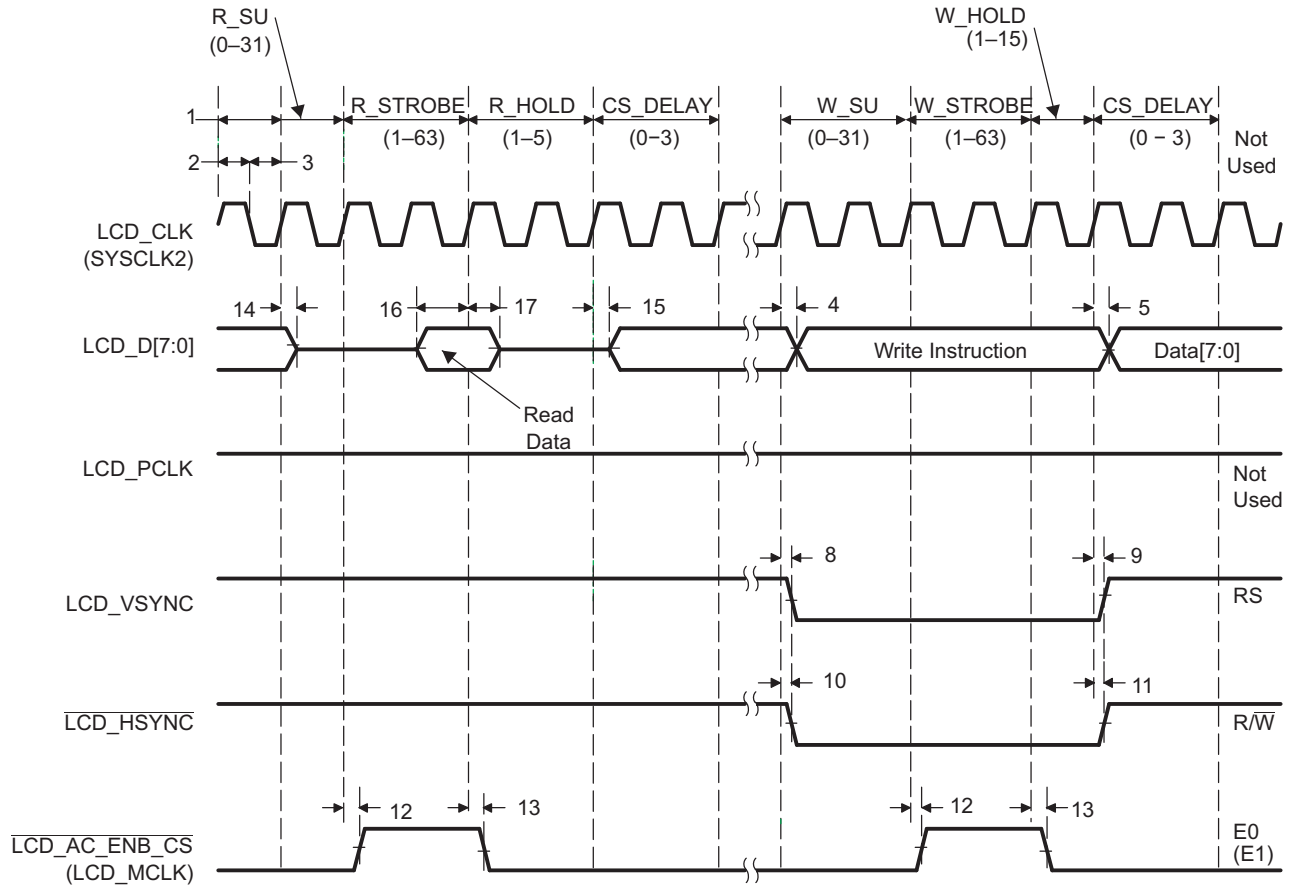 R_SU
(0–31)
W_HOLD
(1–15)
R_STROBE R_HOLD CS_DELAY W_SU W_STROBE CS_DELAY
1
(1–63) (1–5) (0–3) (0–31) (1–63) (0 − 3)
Not
Used
2 3
LCD_CLK
(SYSCLK2)
14 16 17 15 4 5
LCD_D[7:0]
Write Instruction Data[7:0]
Read
Data
LCD_PCLK
Not
Used
8 9
LCD_VSYNC
RS
10 11
LCD_HSYNC
R/W
12 13 12 13
LCD_AC_ENB_CS
(LCD_MCLK)
E0
(E1)